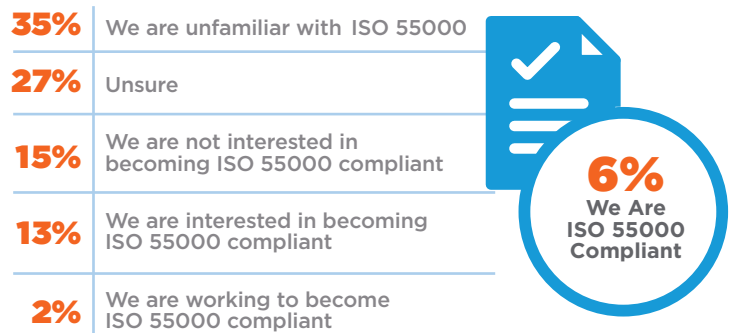 35% We are unfamiliar with ISO 55000
27% Unsure
15% We are not interested in
becoming ISO 55000 compliant
13% We are interested in becoming
ISO 55000 compliant
2% We are working to become
ISO 55000 compliant
6%
We Are
ISO 55000
Compliant